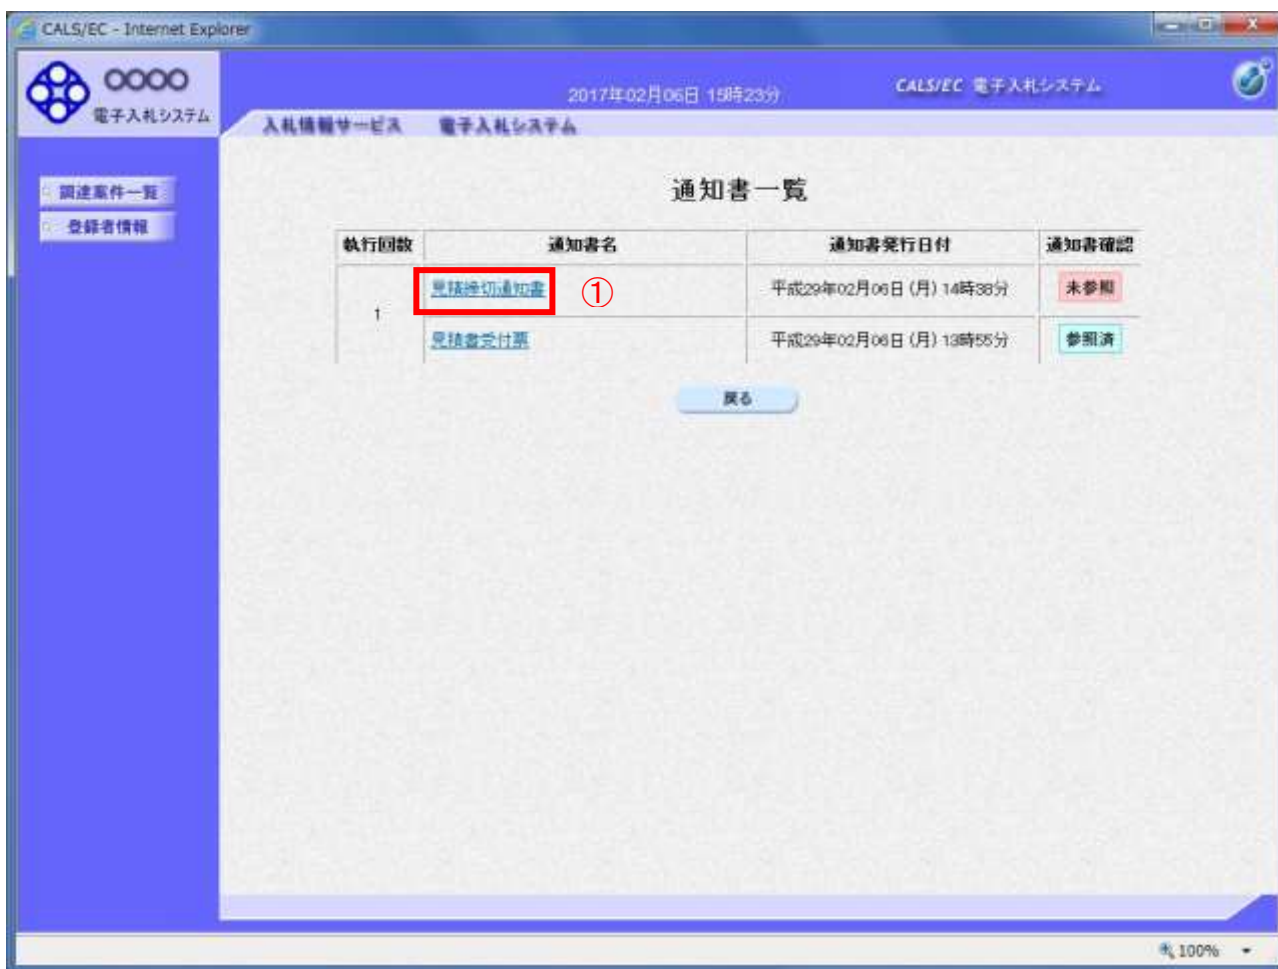 CALS/EC - Internet Explorer
○○○○
電子入札システム
2017年02月06日 15時23分
CALS/EC 電子入札システム
入札情報サービス 電子入札システム
調達案件一覧
登録者情報
通知書一覧
執行回数 通知書名 通知書発行日付 通知書確認
1
見積締切通知書 ① 平成29年02月06日 (月) 14時38分 未参照
見積書受付票 平成29年02月06日 (月) 13時55分 参照済
戻る
100%